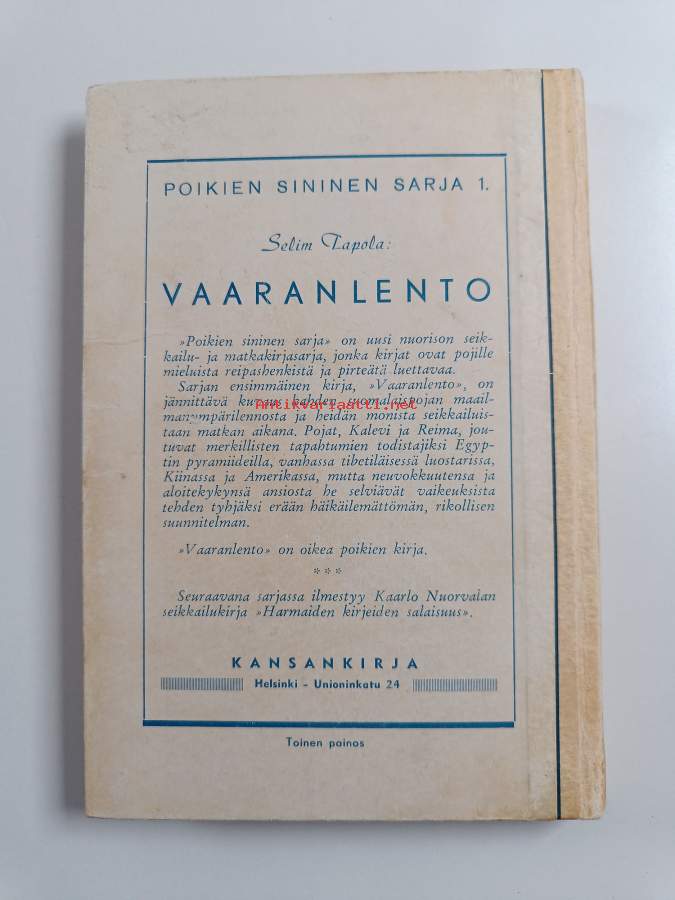 POIKIEN SININEN SARJA 1.
Selim Tapola:
VAARANLENTO
»Poikien sininen sarja» on uusi nuorison seik-
kailu- ja matkakirjasarja, jonka kirjat ovat pojille
mieluista reipashenkistä ja pirteätä luettavaa.
Sarjan ensimmäinen kirja, »Vaaranlento», on
jännittävä kuvaus kahden suomalaispojan maail-
Antikvariaatti.net
manympärilennosta ja heidän monista seikkailuis-
taan matkan aikana. Pojat, Kalevi ja Reima, jou-
tuvat merkillisten tapahtumien todistajiksi Egyp-
tin pyramiideilla, vanhassa tibetiläisessä luostarissa,
Kiinassa ja Amerikassa, mutta neuvokkuutensa ja
aloitekykynsä ansiosta he selviävät vaikeuksista
tehden tyhjäksi erään häikäilemättömän, rikollisen
suunnitelman.
»Vaaranlento» on oikea poikien kirja.
***
Seuraavana sarjassa ilmestyy Kaarlo Nuorvalan
seikkailukirja »Harmaiden kirjeiden salaisuus».
KANSANKIRJA
Helsinki - Unioninkatu 24
Toinen painos